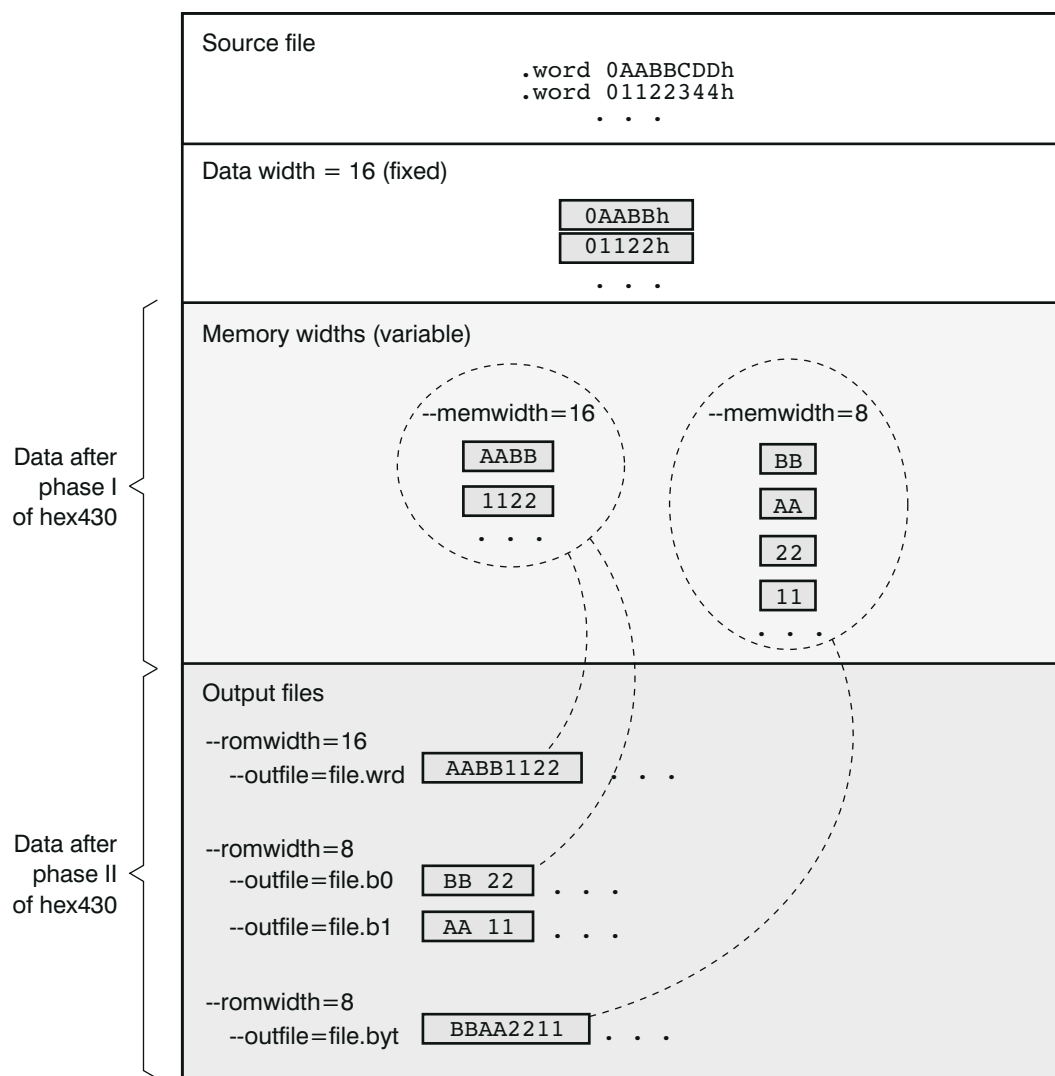 Source file
.word 0AABBCDDh
.word 01122344h
. . .
Data width = 16 (fixed)
0AABBh
01122h
. . .
Data after
phase I
of hex430
Memory widths (variable)
--memwidth=16
AABB
1122
. . .
--memwidth=8
BB
AA
22
11
. . .
Data after
phase II
of hex430
Output files
--romwidth=16
--outfile=file.wrd AABB1122 . . .
--romwidth=8
--outfile=file.b0 BB 22 . . .
--outfile=file.b1 AA 11 . . .
--romwidth=8
--outfile=file.byt BBAA2211 . . .